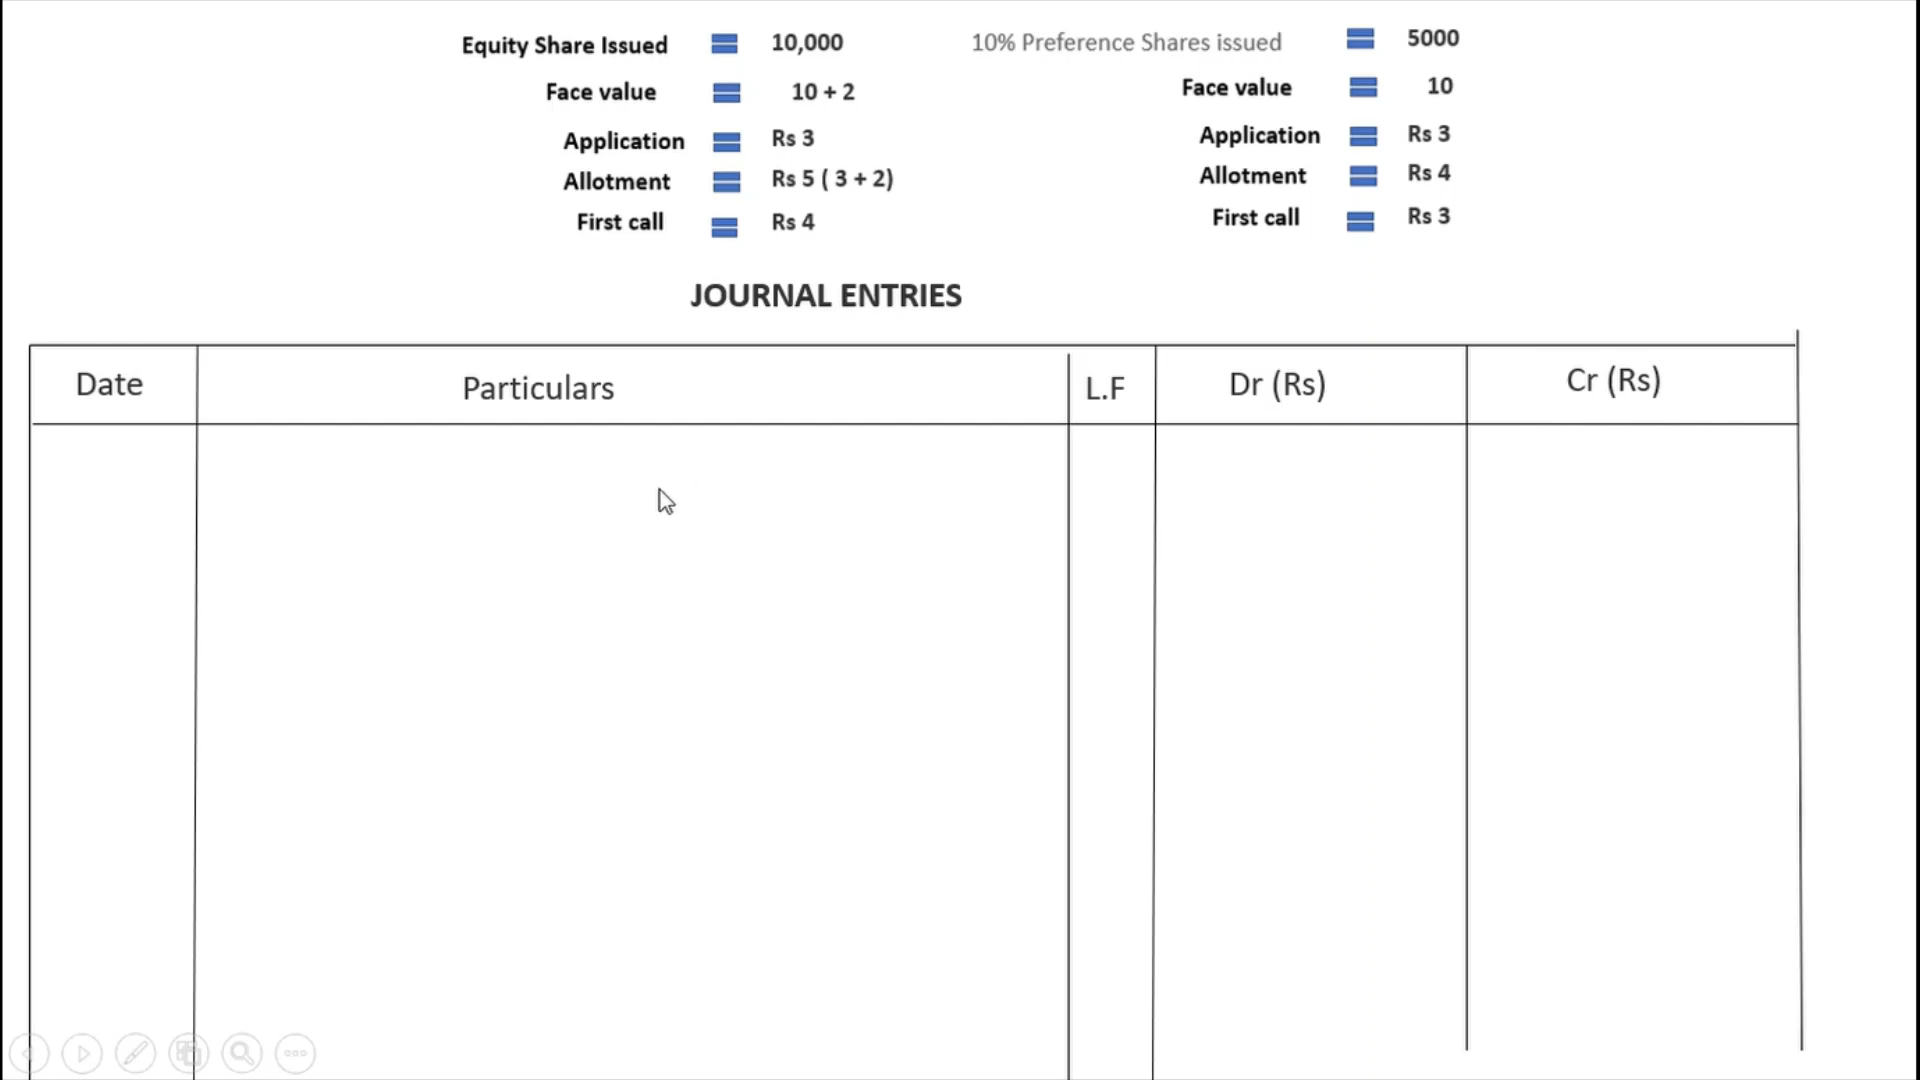 Equity Share Issued 10,000
Face value 10 + 2
Application Rs 3
Allotment Rs 5 ( 3 + 2)
First call Rs 4
10% Preference Shares issued 5000
Face value 10
Application Rs 3
Allotment Rs 4
First call Rs 3
JOURNAL ENTRIES
Date Particulars L.F Dr (Rs) Cr (Rs)